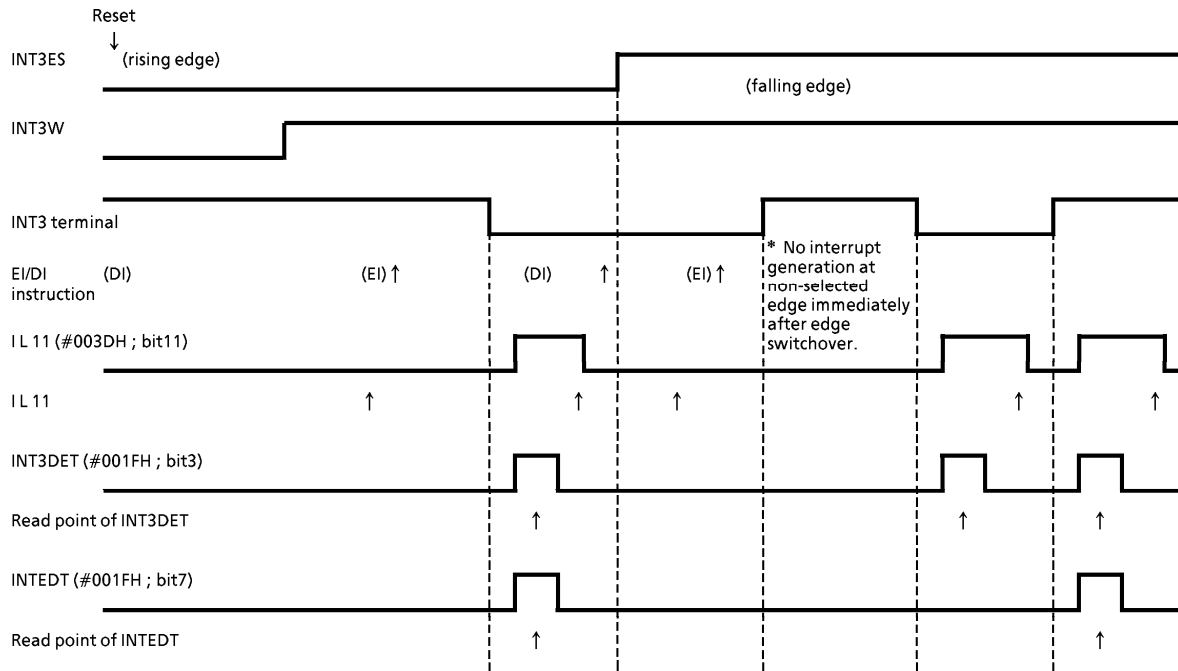 Reset
↓
INT3ES (rising edge)
(falling edge)
INT3W
INT3 terminal
* No interrupt
generation at
non-selected
edge immediately
after edge
switchover.
EI/DI (DI) (EI)↑ (DI) ↑ (EI)↑
instruction
I L 11 (#003DH ; bit11)
I L 11 ↑ ↑ ↑ ↑ ↑
INT3DET (#001FH ; bit3)
Read point of INT3DET ↑ ↑ ↑
INTEDT (#001FH ; bit7)
Read point of INTEDT ↑ ↑